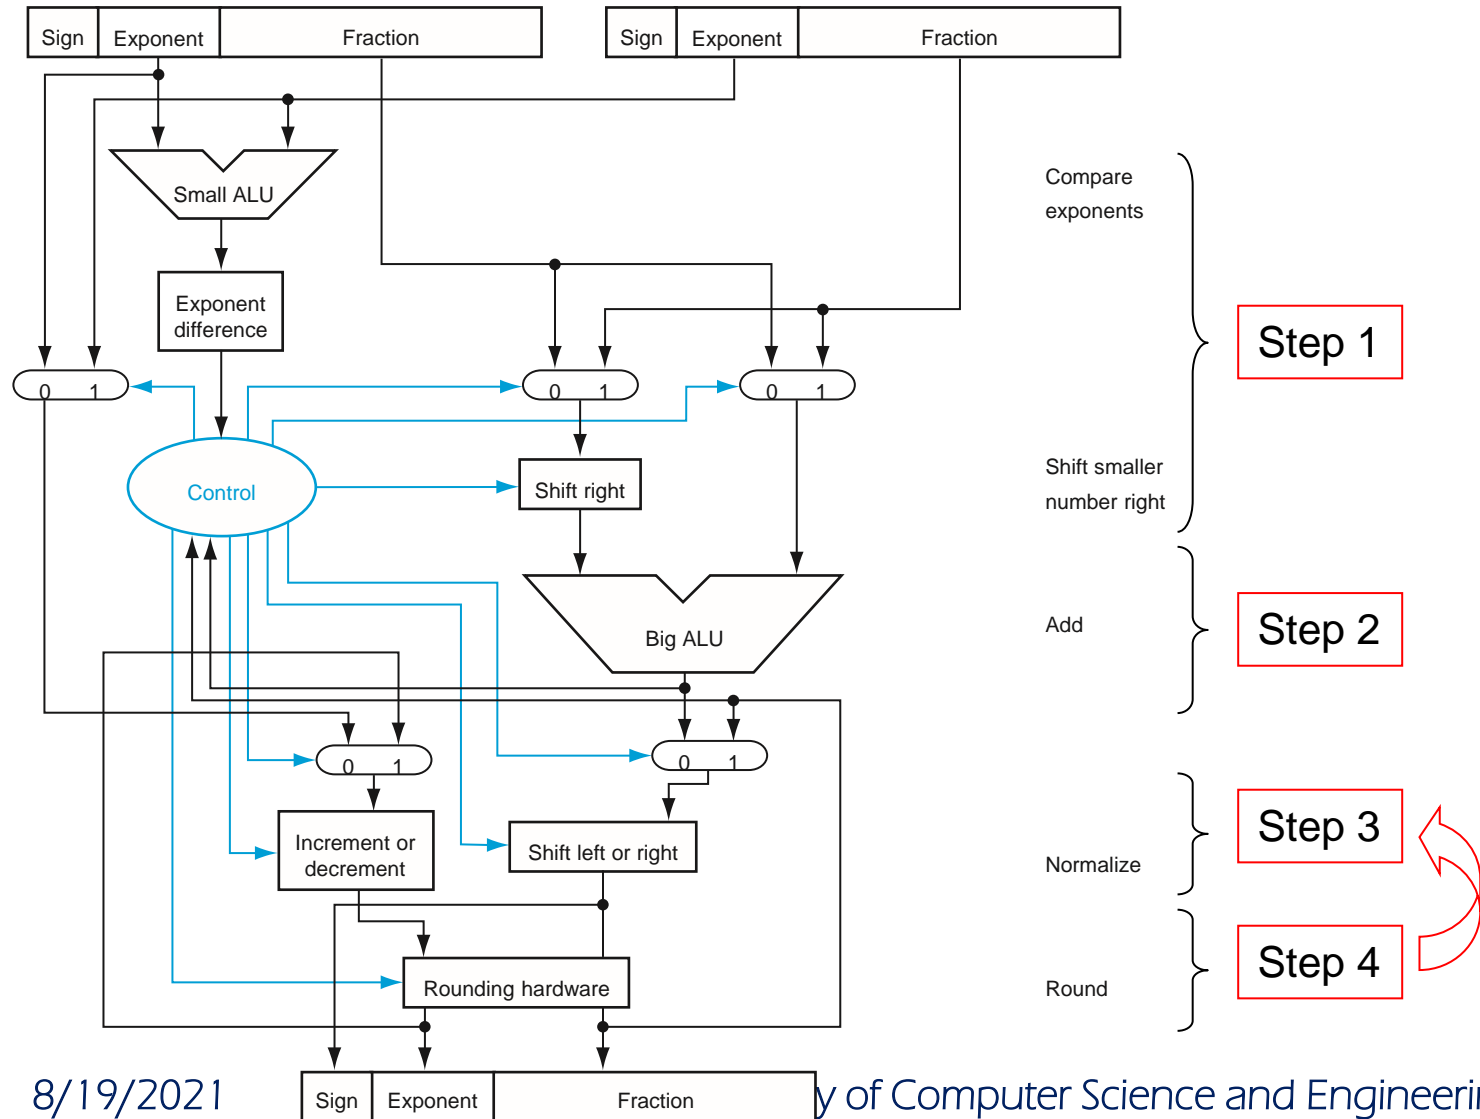 Sign Exponent Fraction Sign Exponent Fraction
Small ALU
Compare
exponents
Exponent
difference
Step 1
0 1 0 1 0 1
Control
Shift right
Shift smaller
number right
Big ALU
Add
Step 2
0 1 0 1
Increment or
decrement
Shift left or right
Normalize
Step 3
Rounding hardware
Round
Step 4
8/19/2021 y of Computer Science and Engineeri
Sign Exponent Fraction